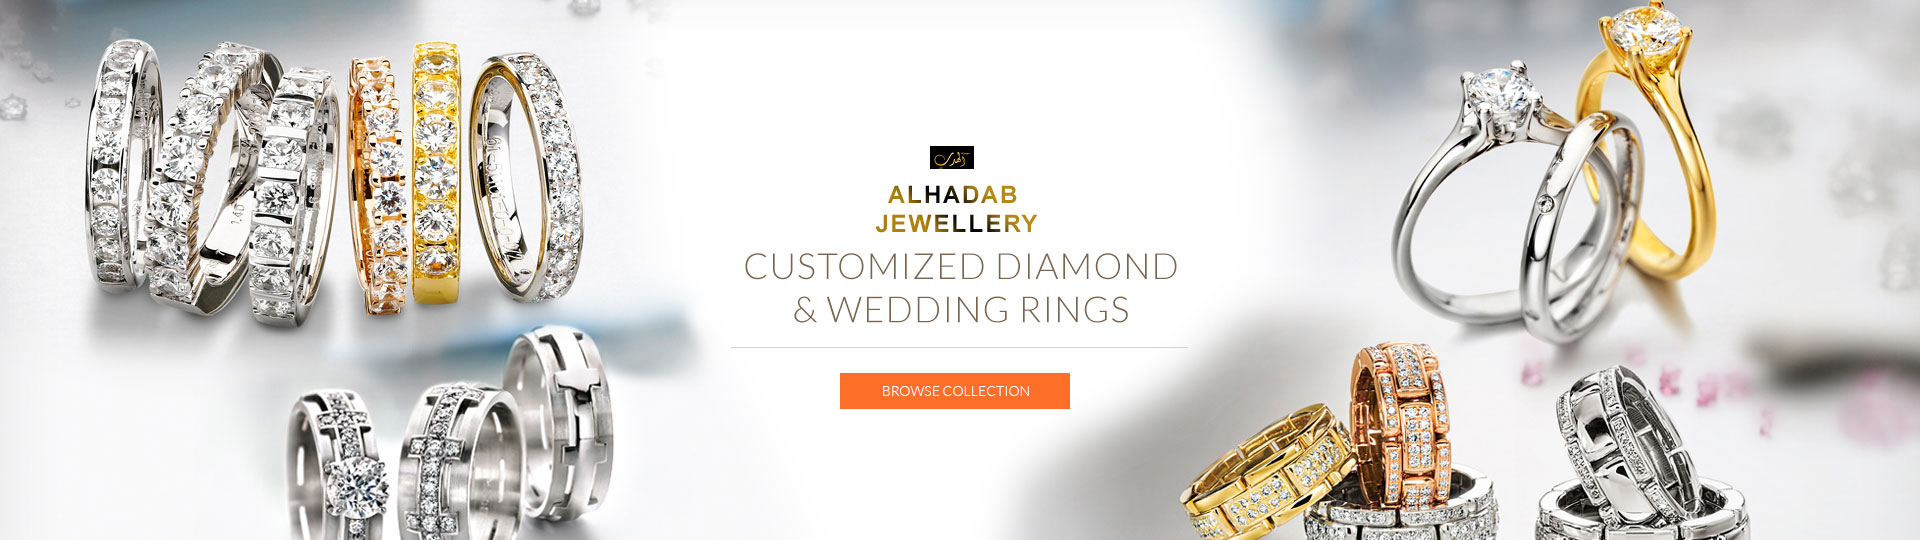 ALHADAB
JEWELLERY
CUSTOMIZED DIAMOND
& WEDDING RINGS
BROWSE COLLECTION